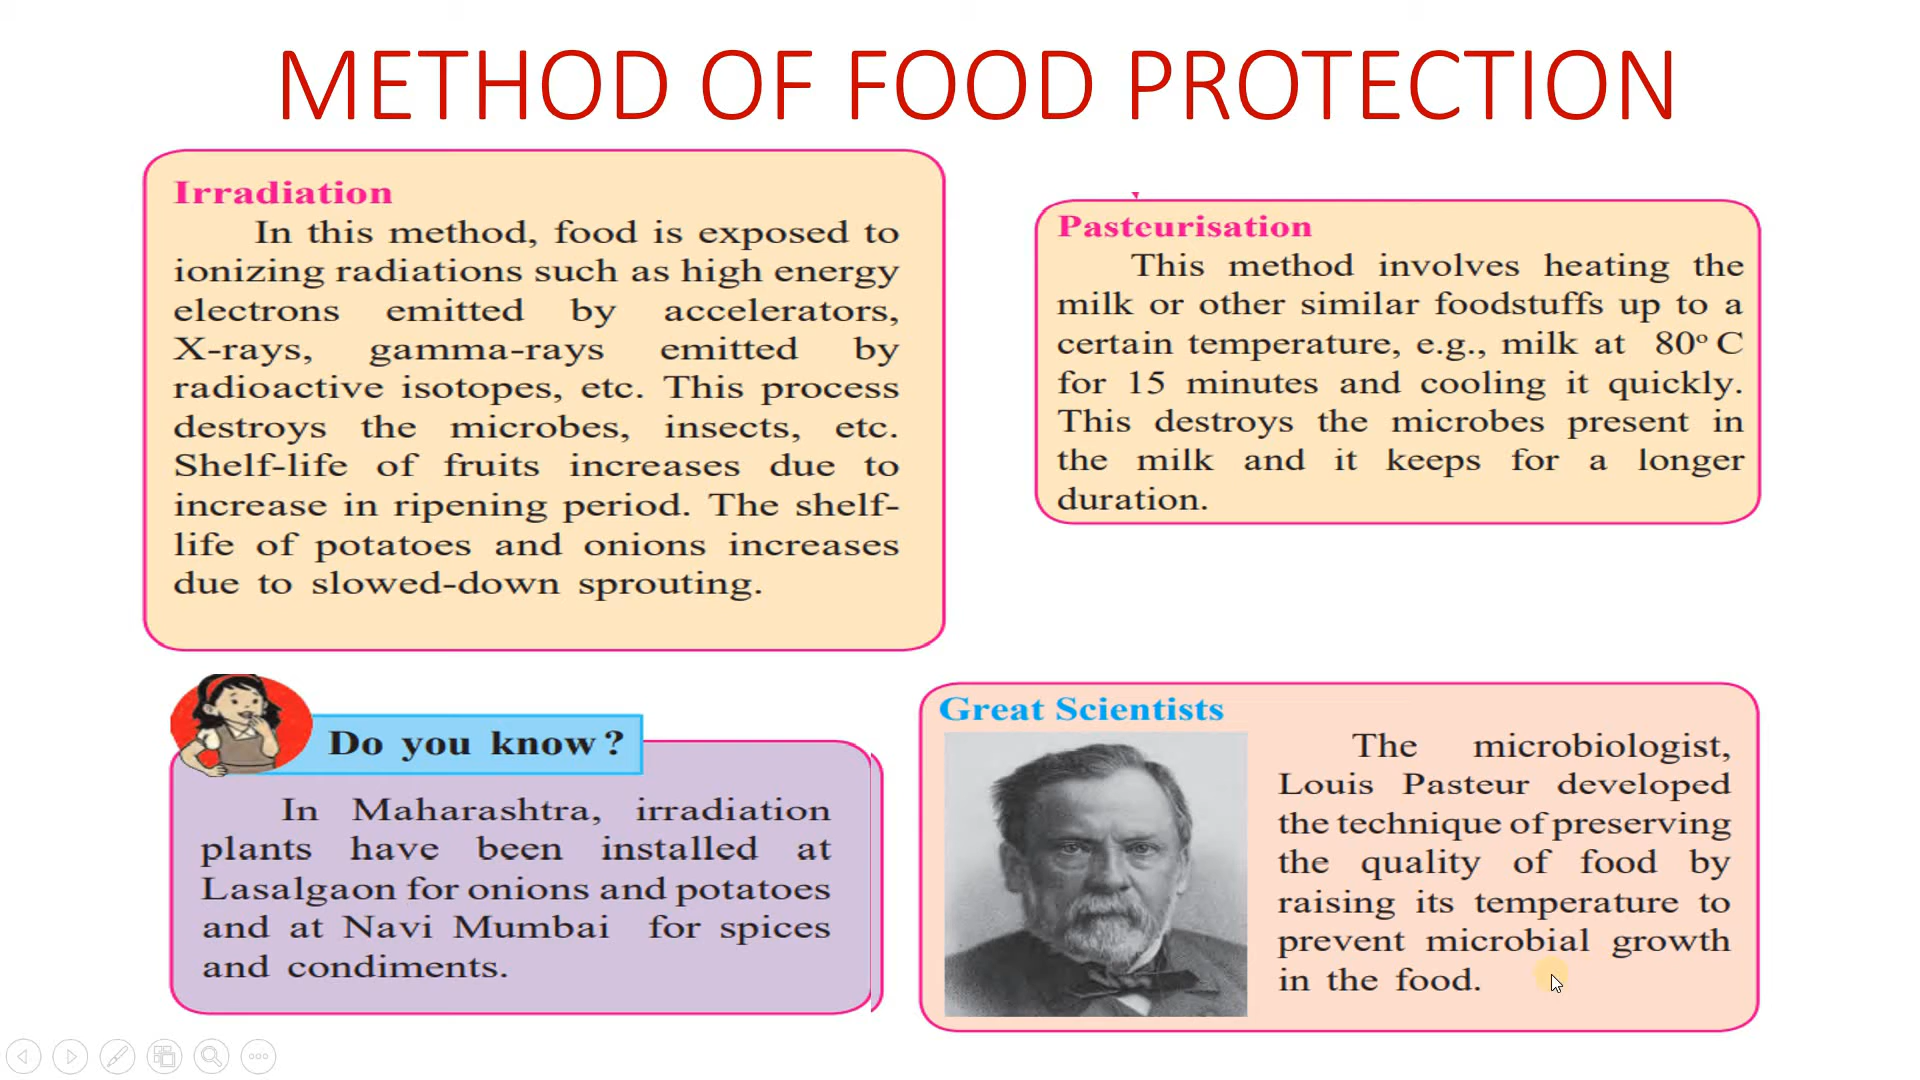 METHOD OF FOOD PROTECTION
Irradiation
In this method, food is exposed to
ionizing radiations such as high energy
electrons emitted by accelerators,
X-rays, gamma-rays emitted by
radioactive isotopes, etc. This process
destroys the microbes, insects, etc.
Shelf-life of fruits increases due to
increase in ripening period. The shelf-
life of potatoes and onions increases
due to slowed-down sprouting.
Pasteurisation
This method involves heating the
milk or other similar foodstuffs up to a
certain temperature, e.g., milk at 80° C
for 15 minutes and cooling it quickly.
This destroys the microbes present in
the milk and it keeps for a longer
duration.
Do you know?
In Maharashtra, irradiation
plants have been installed at
Lasalgaon for onions and potatoes
and at Navi Mumbai for spices
and condiments.
Great Scientists
The microbiologist,
Louis Pasteur developed
the technique of preserving
the quality of food by
raising its temperature to
prevent microbial growth
in the food.